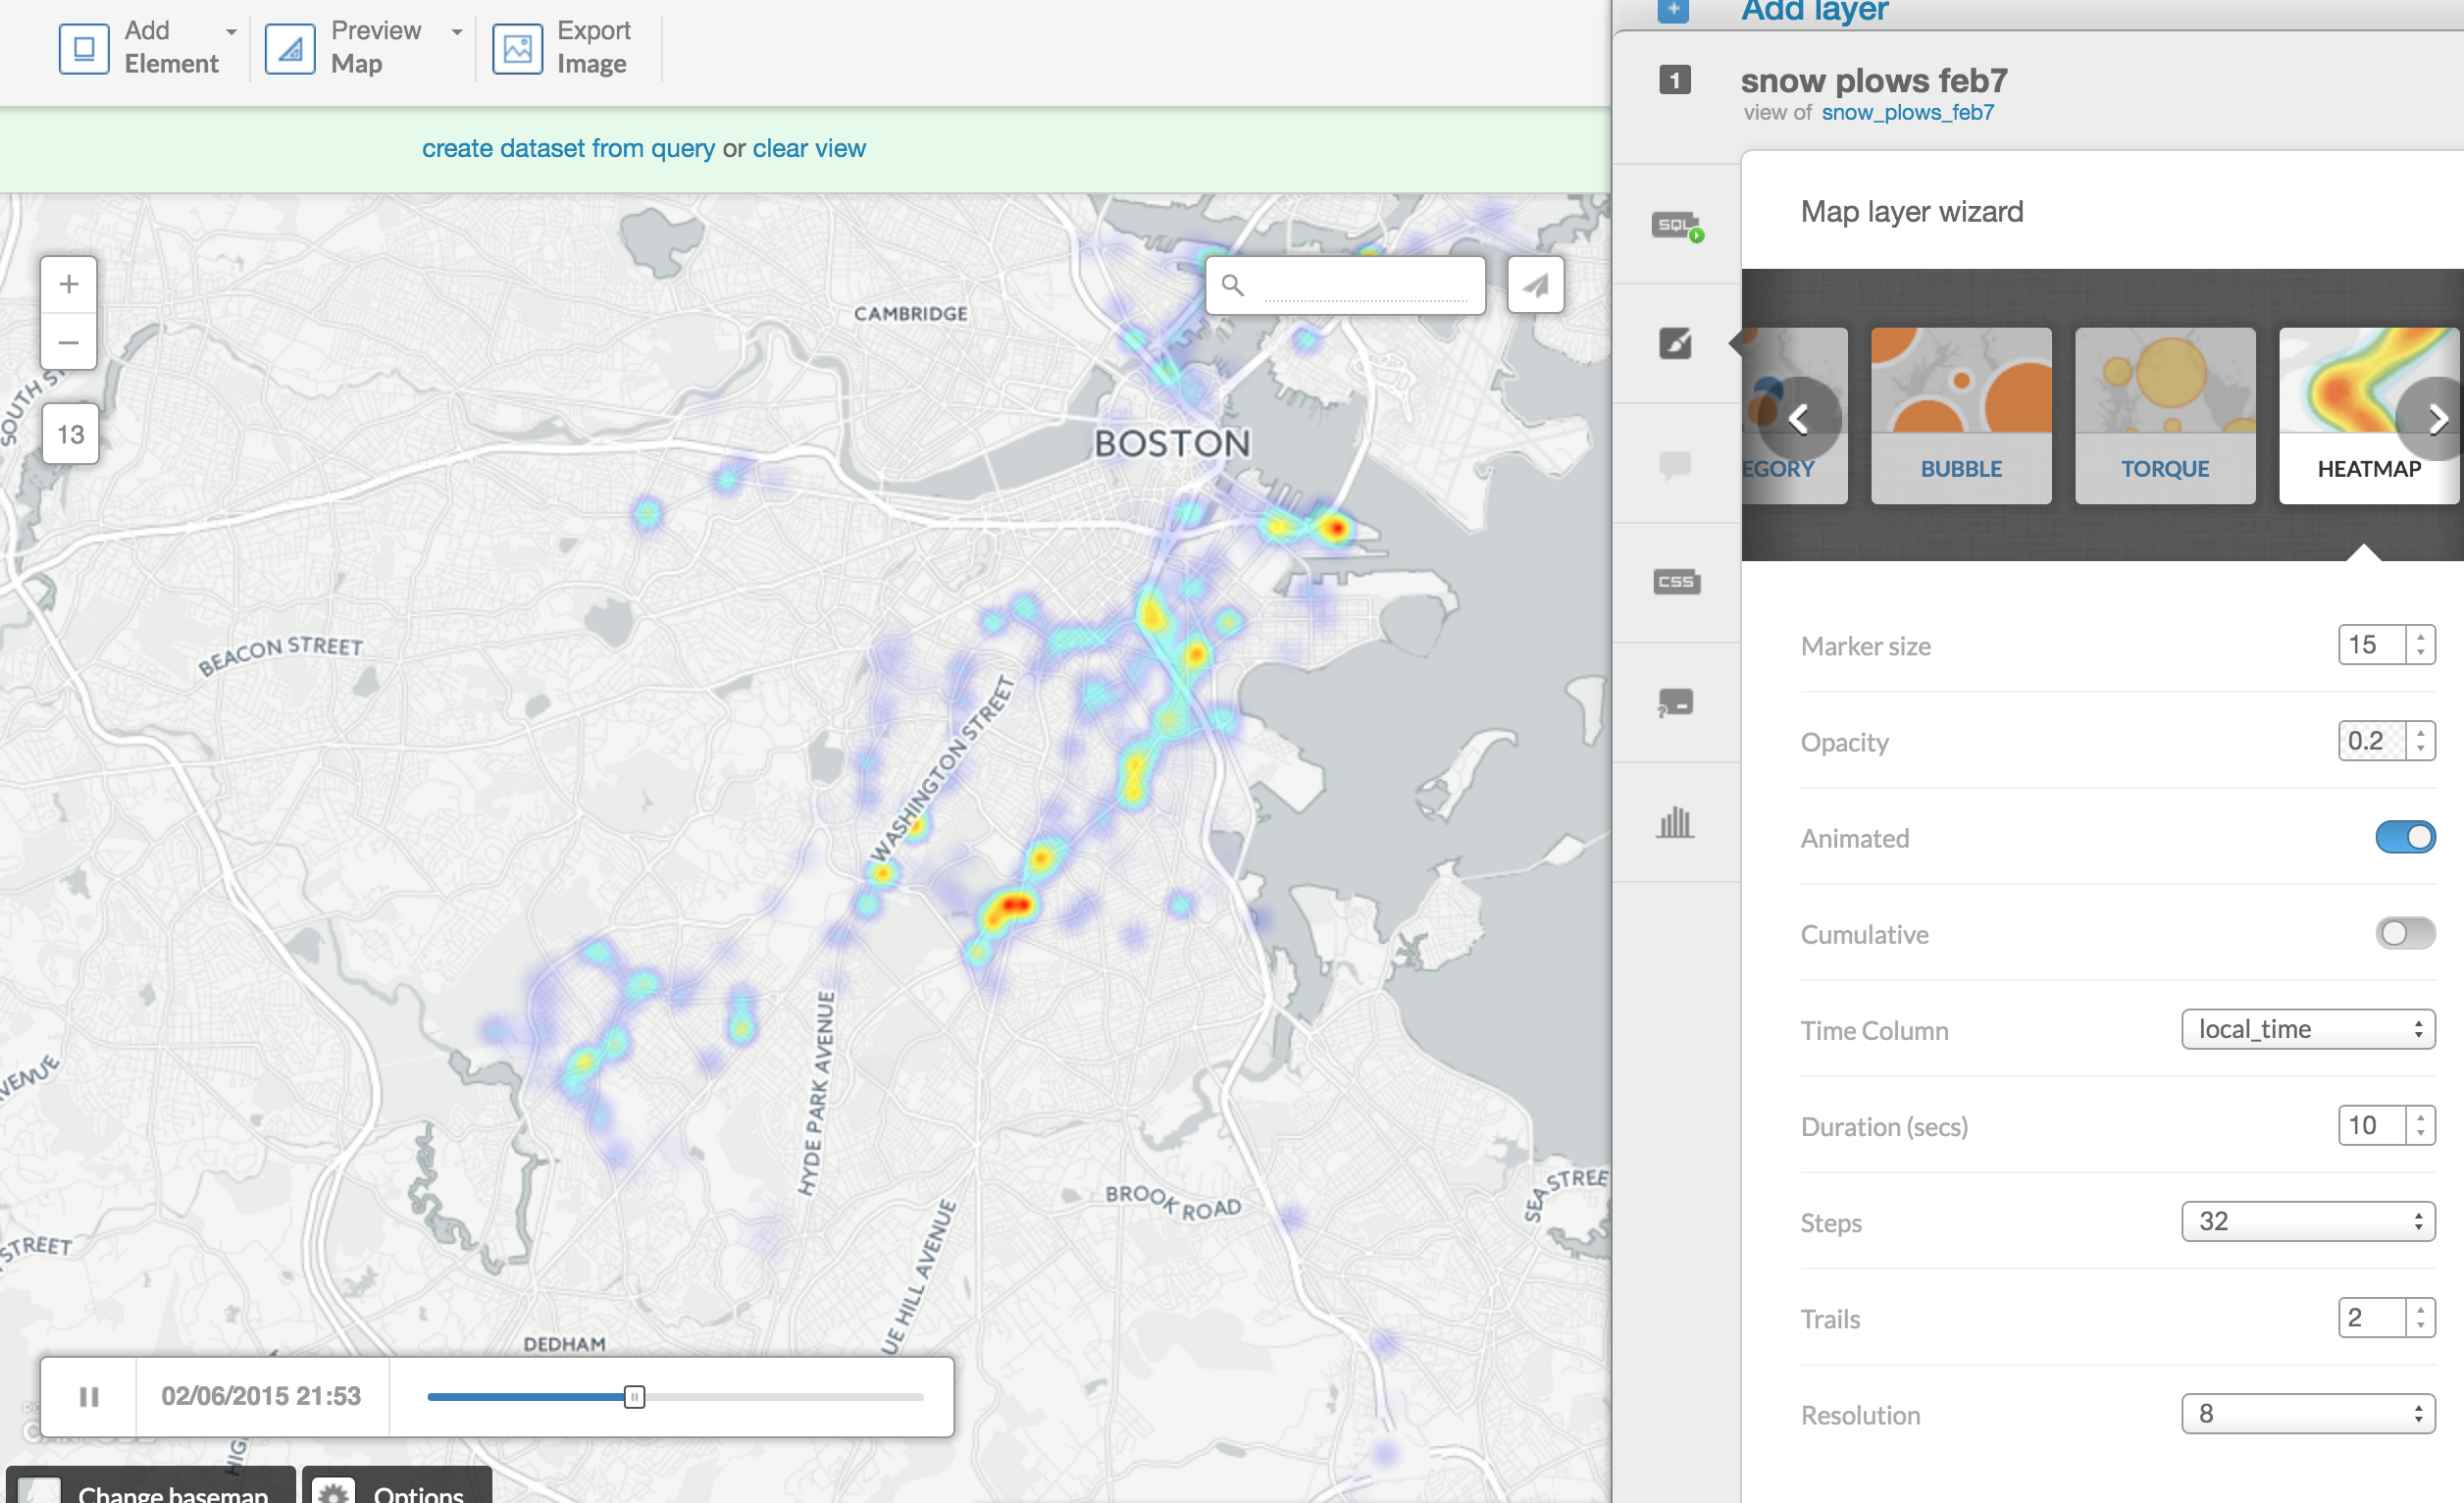 Add Element
Preview Map
Export Image
Add layer
1
snow plows feb7
view of snow_plows_feb7
create dataset from query or clear view
Map layer wizard
SQL
CSS
?
EGORY
BUBBLE
TORQUE
HEATMAP
Marker size 15
Opacity 0.2
Animated
Cumulative
Time Column local_time
Duration (secs) 10
Steps 32
Trails 2
Resolution 8
+
−
13
SOUTH ST
CAMBRIDGE
BOSTON
BEACON STREET
WASHINGTON STREET
HYDE PARK AVENUE
VENUE
STREET
BROOK ROAD
SEA STREE
UE HILL AVENUE
DEDHAM
HIG
02/06/2015 21:53
Change basemap
Options